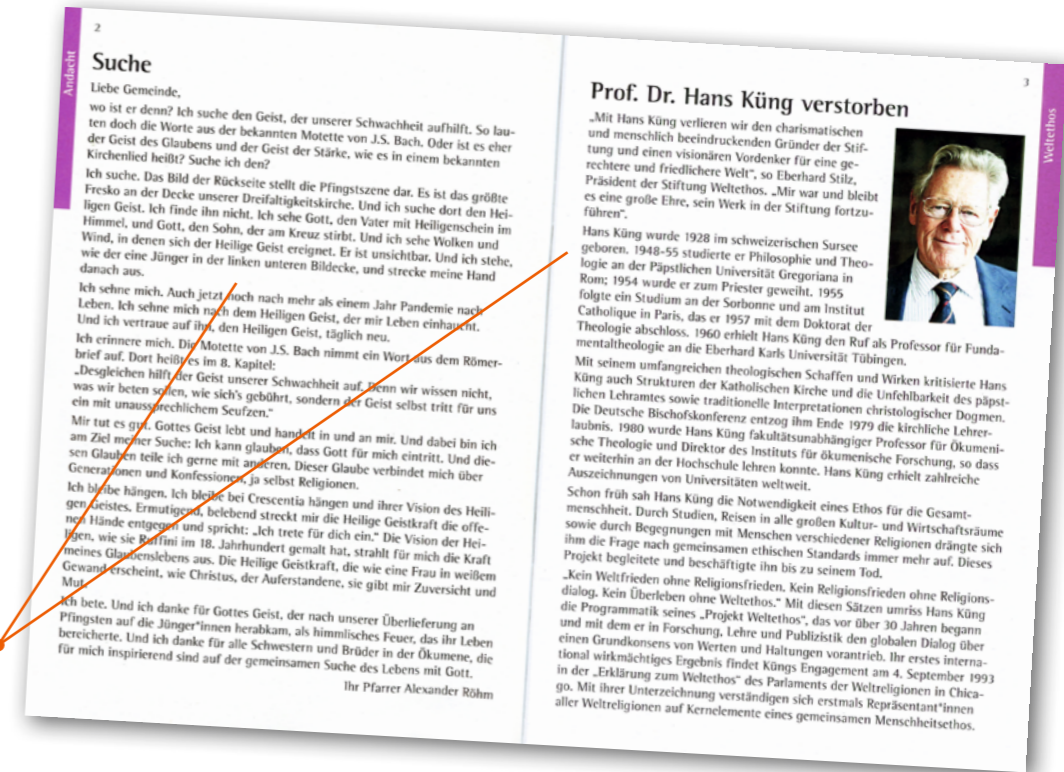 2
Andacht
Suche
Liebe Gemeinde,
wo ist er denn? Ich suche den Geist, der unserer Schwachheit aufhilft. So lau-
ten doch die Worte aus der bekannten Motette von J.S. Bach. Oder ist es eher
der Geist des Glaubens und der Geist der Stärke, wie es in einem bekannten
Kirchenlied heißt? Suche ich den?
Ich suche. Das Bild der Rückseite stellt die Pfingstszene dar. Es ist das größte
Fresko an der Decke unserer Dreifaltigkeitskirche. Und ich suche dort den Hei-
ligen Geist. Ich finde ihn nicht. Ich sehe Gott, den Vater mit Heiligenschein im
Himmel, und Gott, den Sohn, der am Kreuz stirbt. Und ich sehe Wolken und
Wind, in denen sich der Heilige Geist ereignet. Er ist unsichtbar. Und ich stehe,
wie der eine Jünger in der linken unteren Bildecke, und strecke meine Hand
danach aus.
Ich sehne mich. Auch jetzt noch nach mehr als einem Jahr Pandemie nach
Leben. Ich sehne mich nach dem Heiligen Geist, der mir Leben einhaucht.
Und ich vertraue auf ihn, den Heiligen Geist, täglich neu.
Ich erinnere mich. Die Motette von J.S. Bach nimmt ein Wort aus dem Römer-
brief auf. Dort heißt es im 8. Kapitel:
„Desgleichen hilft der Geist unserer Schwachheit auf. Denn wir wissen nicht,
was wir beten sollen, wie sich's gebührt, sondern der Geist selbst tritt für uns
ein mit unaussprechlichem Seufzen."
Mir tut es gut. Gottes Geist lebt und handelt in und an mir. Und dabei bin ich
am Ziel meiner Suche: Ich kann glauben, dass Gott für mich eintritt. Und die-
sen Glauben teile ich gerne mit anderen. Dieser Glaube verbindet mich über
Generationen und Konfessionen, ja selbst Religionen.
Ich bleibe hängen. Ich bleibe bei Crescentia hängen und ihrer Vision des Heili-
gen Geistes. Ermutigend, belebend streckt mir die Heilige Geistkraft die offe-
nen Hände entgegen und spricht: „Ich trete für dich ein." Die Vision der Hei-
ligen, wie sie Ruffini im 18. Jahrhundert gemalt hat, strahlt für mich die Kraft
meines Glaubenslebens aus. Die Heilige Geistkraft, die wie eine Frau in weißem
Gewand erscheint, wie Christus, der Auferstandene, sie gibt mir Zuversicht und
Mut.
Ich bete. Und ich danke für Gottes Geist, der nach unserer Überlieferung an
Pfingsten auf die Jünger*innen herabkam, als himmlisches Feuer, das ihr Leben
bereicherte. Und ich danke für alle Schwestern und Brüder in der Ökumene, die
für mich inspirierend sind auf der gemeinsamen Suche des Lebens mit Gott.
Ihr Pfarrer Alexander Röhm
3
Weltethos
Prof. Dr. Hans Küng verstorben
„Mit Hans Küng verlieren wir den charismatischen
und menschlich beeindruckenden Gründer der Stif-
tung und einen visionären Vordenker für eine ge-
rechtere und friedlichere Welt", so Eberhard Stilz,
Präsident der Stiftung Weltethos. „Mir war und bleibt
es eine große Ehre, sein Werk in der Stiftung fortzu-
führen".
Hans Küng wurde 1928 im schweizerischen Sursee
geboren. 1948-55 studierte er Philosophie und Theo-
logie an der Päpstlichen Universität Gregoriana in
Rom; 1954 wurde er zum Priester geweiht. 1955
folgte ein Studium an der Sorbonne und am Institut
Catholique in Paris, das er 1957 mit dem Doktorat der
Theologie abschloss. 1960 erhielt Hans Küng den Ruf als Professor für Funda-
mentaltheologie an die Eberhard Karls Universität Tübingen.
Mit seinem umfangreichen theologischen Schaffen und Wirken kritisierte Hans
Küng auch Strukturen der Katholischen Kirche und die Unfehlbarkeit des päpst-
lichen Lehramtes sowie traditionelle Interpretationen christologischer Dogmen.
Die Deutsche Bischofskonferenz entzog ihm Ende 1979 die kirchliche Lehrer-
laubnis. 1980 wurde Hans Küng fakultätsunabhängiger Professor für Ökumeni-
sche Theologie und Direktor des Instituts für ökumenische Forschung, so dass
er weiterhin an der Hochschule lehren konnte. Hans Küng erhielt zahlreiche
Auszeichnungen von Universitäten weltweit.
Schon früh sah Hans Küng die Notwendigkeit eines Ethos für die Gesamt-
menschheit. Durch Studien, Reisen in alle großen Kultur- und Wirtschaftsräume
sowie durch Begegnungen mit Menschen verschiedener Religionen drängte sich
ihm die Frage nach gemeinsamen ethischen Standards immer mehr auf. Dieses
Projekt begleitete und beschäftigte ihn bis zu seinem Tod.
„Kein Weltfrieden ohne Religionsfrieden. Kein Religionsfrieden ohne Religions-
dialog. Kein Überleben ohne Weltethos." Mit diesen Sätzen umriss Hans Küng
die Programmatik seines „Projekt Weltethos", das vor über 30 Jahren begann
und mit dem er in Forschung, Lehre und Publizistik den globalen Dialog über
einen Grundkonsens von Werten und Haltungen vorantrieb. Ihr erstes interna-
tional wirkmächtiges Ergebnis findet Küngs Engagement am 4. September 1993
in der „Erklärung zum Weltethos" des Parlaments der Weltreligionen in Chica-
go. Mit ihrer Unterzeichnung verständigen sich erstmals Repräsentant*innen
aller Weltreligionen auf Kernelemente eines gemeinsamen Menschheitsethos.